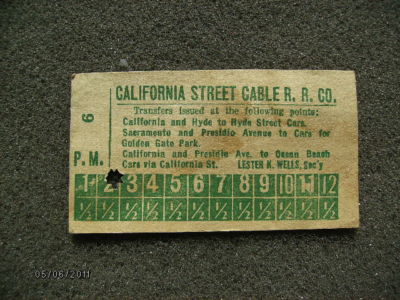 CALIFORNIA STREET CABLE R. R. CO.
Transfers issued at the following points:
California and Hyde to Hyde Street Cars.
Sacramento and Presidio Avenue to Cars for
Golden Gate Park.
California and Presidio Ave. to Ocean Beach
Cars via California St. LESTER N. WELLS, Sec'y
6
P. M.
1 2 3 4 5 6 7 8 9 10 11 12
½ ½ ½ ½ ½ ½ ½ ½ ½ ½ ½ ½
05/06/2011